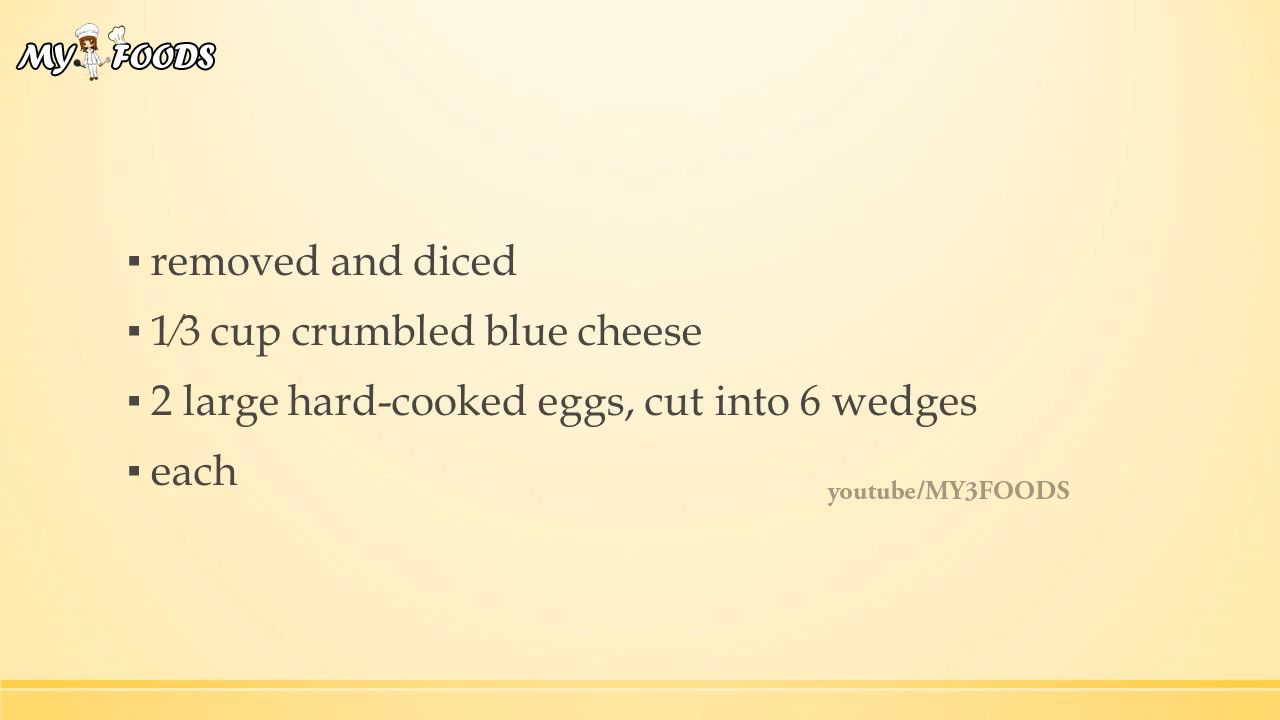 MY FOODS
▪ removed and diced
▪ 1⁄3 cup crumbled blue cheese
▪ 2 large hard-cooked eggs, cut into 6 wedges
▪ each
youtube/MY3FOODS